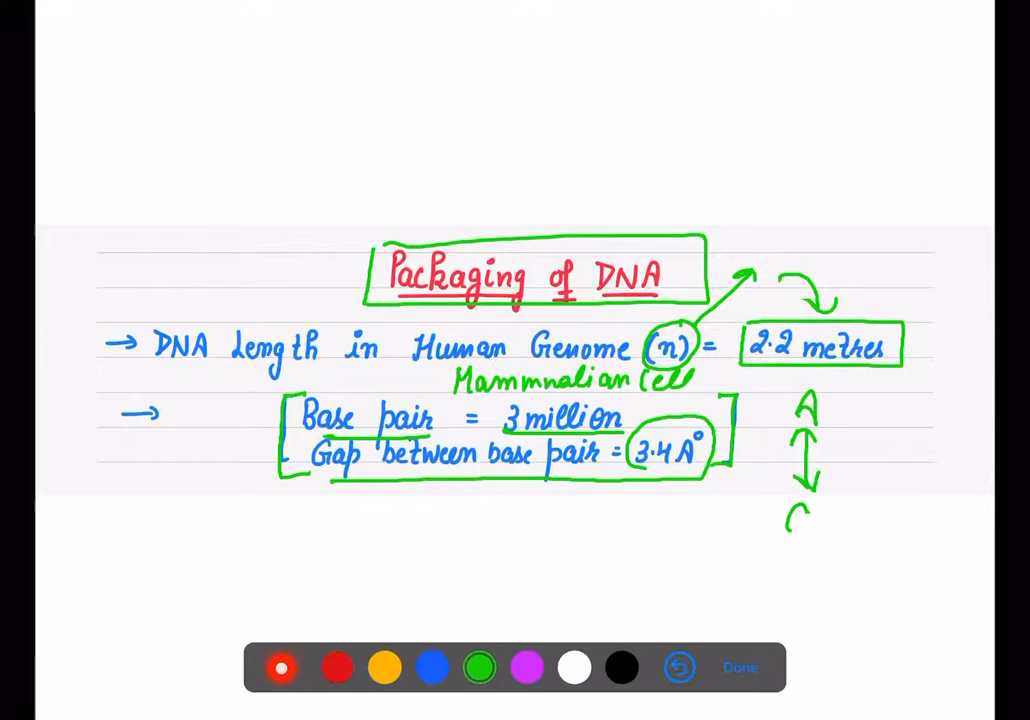 Packaging of DNA
→ DNA Length in Human Genome (n) = 2.2 metres
Mammnalian Cell
→ [Base pair = 3 million
Gap between base pair = 3.4 A°]
A
Done